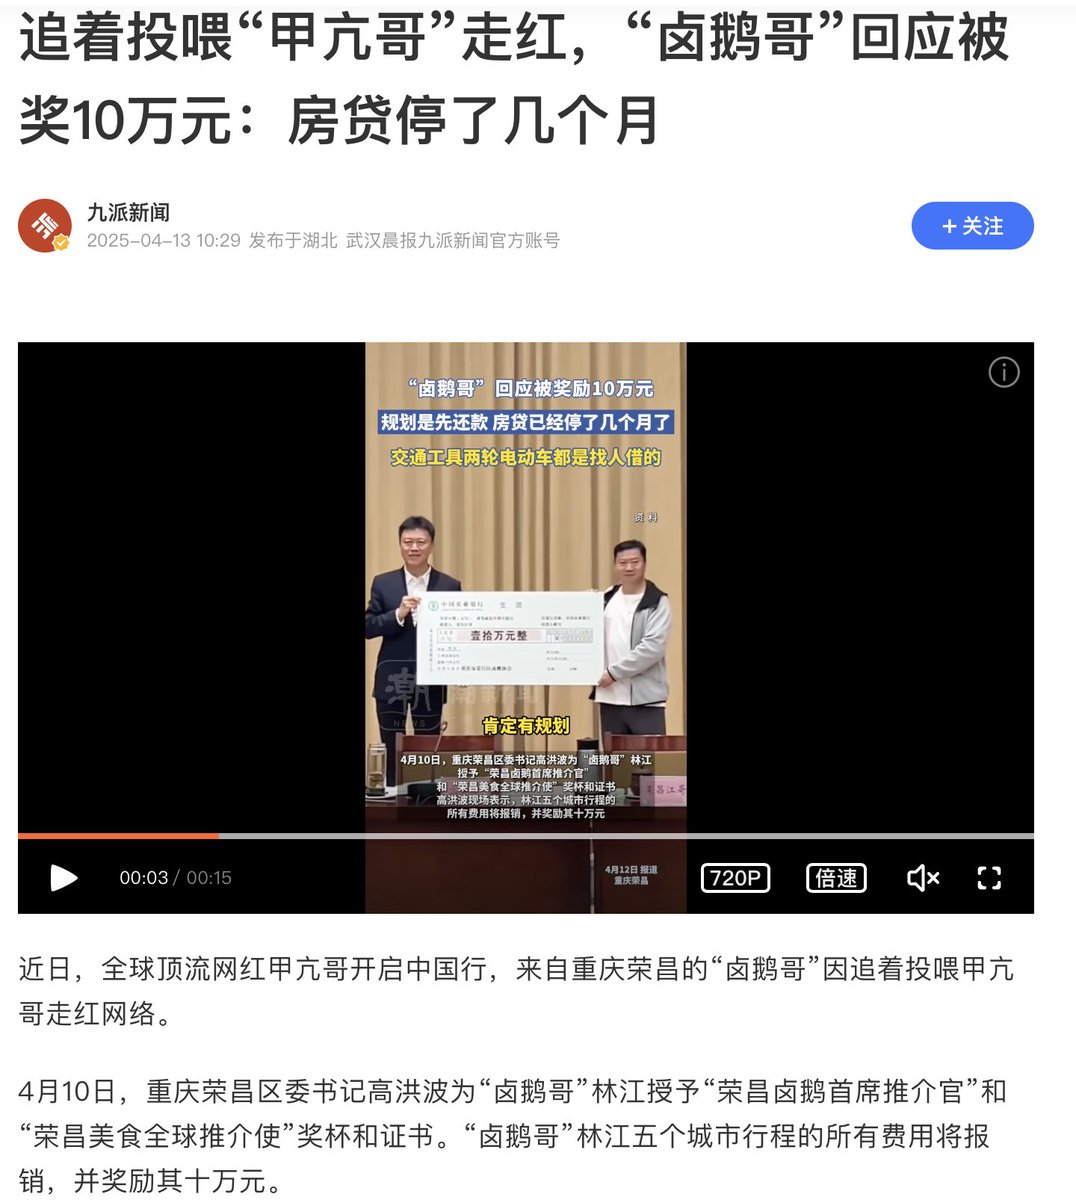 追着投喂“甲亢哥”走红，“卤鹅哥”回应被
奖10万元：房贷停了几个月
九派新闻
2025-04-13 10:29 发布于湖北 武汉晨报九派新闻官方账号
+ 关注
“卤鹅哥”回应被奖励10万元
规划是先还款 房贷已经停了几个月了
交通工具两轮电动车都是找人借的
资料
中国农业银行 支票
壹拾万元整
潮新闻
NEWS
肯定有规划
4月10日，重庆荣昌区委书记高洪波为“卤鹅哥”林江
授予“荣昌卤鹅首席推介官”
和“荣昌美食全球推介使”奖杯和证书
高洪波现场表示，林江五个城市行程的
所有费用将报销，并奖励其十万元
荣昌江哥
4月12日 报道
重庆荣昌
00:03 / 00:15
720P
倍速
近日，全球顶流网红甲亢哥开启中国行，来自重庆荣昌的“卤鹅哥”因追着投喂甲亢
哥走红网络。
4月10日，重庆荣昌区委书记高洪波为“卤鹅哥”林江授予“荣昌卤鹅首席推介官”和
“荣昌美食全球推介使”奖杯和证书。“卤鹅哥”林江五个城市行程的所有费用将报
销，并奖励其十万元。